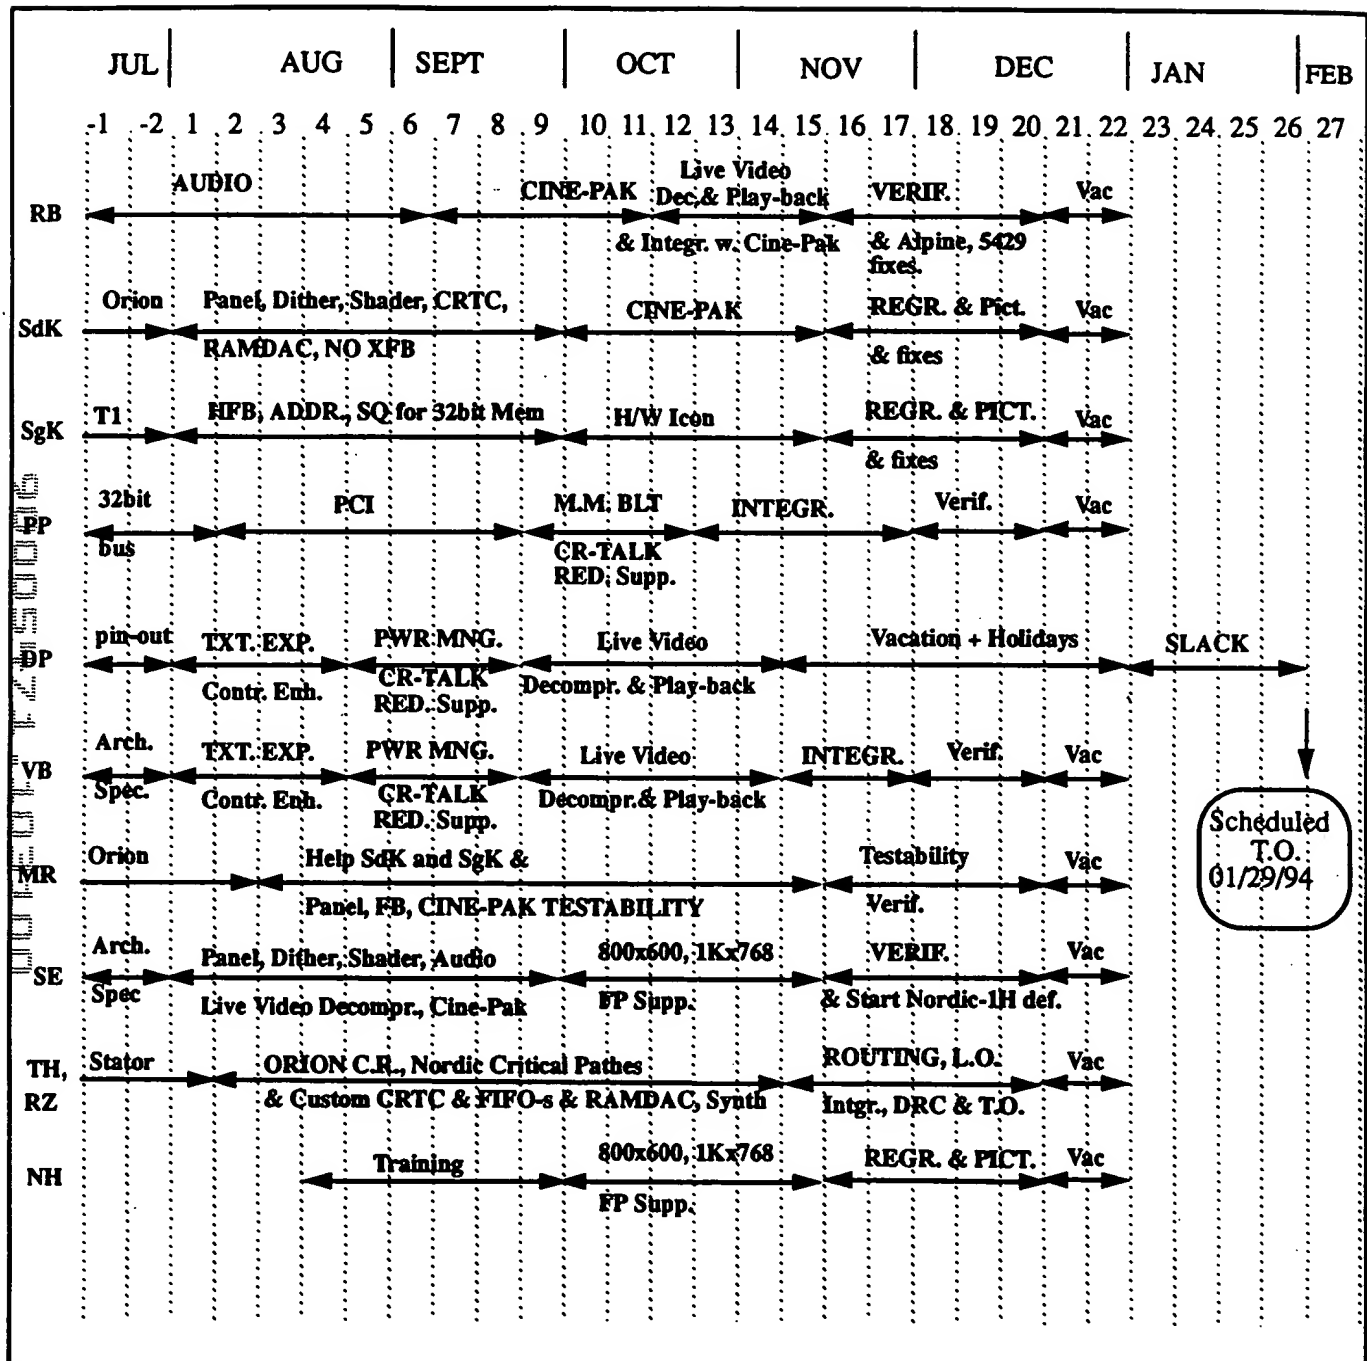 JUL AUG SEPT OCT NOV DEC JAN FEB
-1 -2 1 2 3 4 5 6 7 8 9 10 11 12 13 14 15 16 17 18 19 20 21 22 23 24 25 26 27
Live Video
AUDIO CINE-PAK Dec,& Play-back VERIF. Vac
RB
& Integr. w. Cine-Pak & Alpine, 5429
fixes.
Orion Panel, Dither, Shader, CRTC, CINE-PAK REGR. & Pict. Vac
SdK
RAMDAC, NO XFB & fixes
T1 HFB, ADDR., SQ for 32bit Mem H/W Icon REGR. & PICT. Vac
SgK
& fixes
32bit PCI M.M. BLT INTEGR. Verif. Vac
PP
bus CR-TALK
RED. Supp.
pin-out TXT. EXP. PWR MNG. Live Video Vacation + Holidays SLACK
DP
Contr. Enh. CR-TALK Decompr. & Play-back
RED. Supp.
Arch. TXT. EXP. PWR MNG. Live Video INTEGR. Verif. Vac
VB
Spec. Contr. Enh. CR-TALK Decompr.& Play-back
RED. Supp.
Scheduled
T.O.
01/29/94
Orion Help SdK and SgK & Testability Vac
MR
Panel, FB, CINE-PAK TESTABILITY Verif.
Arch. Panel, Dither, Shader, Audio 800x600, 1Kx768 VERIF. Vac
SE
Spec Live Video Decompr., Cine-Pak FP Supp. & Start Nordic-1H def.
TH, Stator ORION C.R., Nordic Critical Pathes ROUTING, L.O. Vac
RZ & Custom CRTC & FIFO-s & RAMDAC, Synth Intgr., DRC & T.O.
Training 800x600, 1Kx768 REGR. & PICT. Vac
NH
FP Supp.